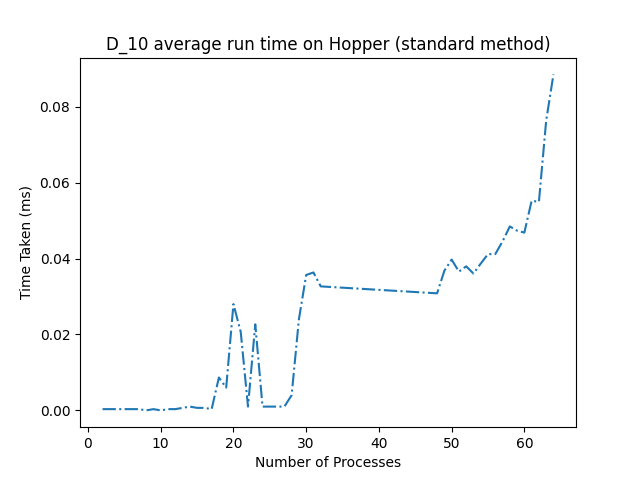 D_10 average run time on Hopper (standard method)
0.08
0.06
0.04
0.02
0.00
Time Taken (ms)
0 10 20 30 40 50 60
Number of Processes